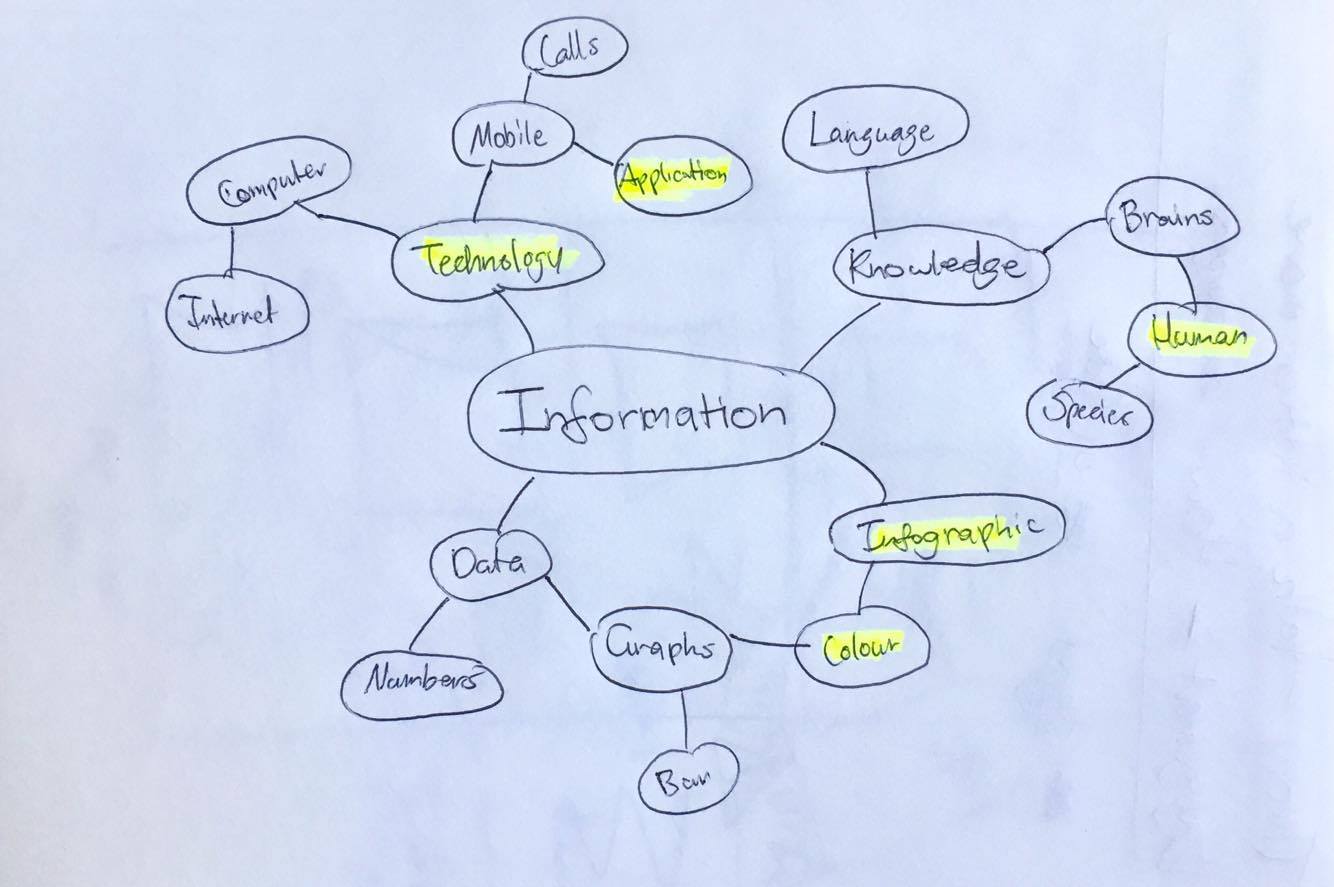 Calls
Mobile
Language
Application
Computer
Brains
Technology
Knowledge
Internet
Human
Information
Species
Infographic
Data
Graphs
Colour
Numbers
Bar